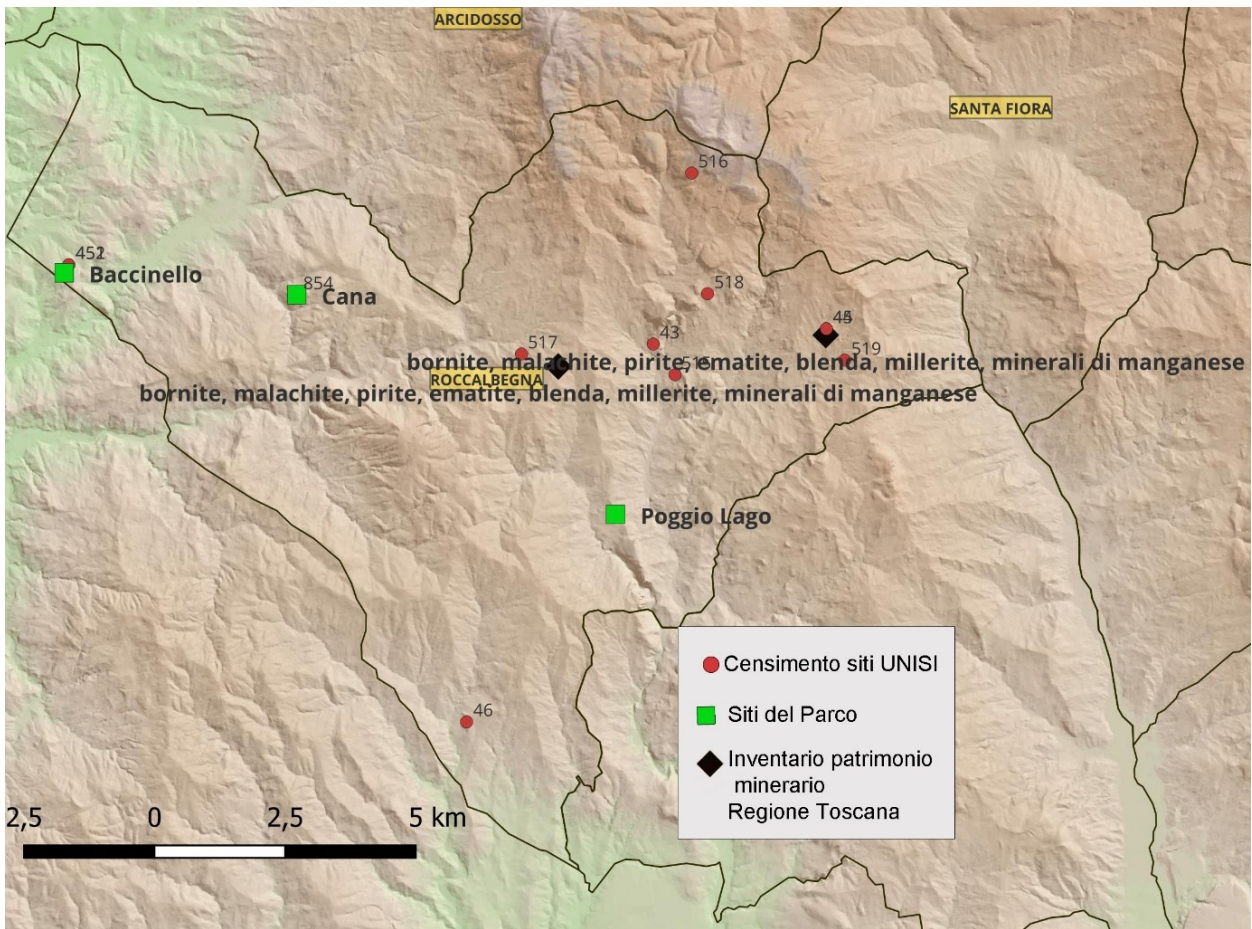 ARCIDOSSO
SANTA FIORA
516
Baccinello
854
Cana
518
517
43
519
bornite, malachite, pirite, ematite, blenda, millerite, minerali di manganese
ROCCALBEGNA
bornite, malachite, pirite, ematite, blenda, millerite, minerali di manganese
Poggio Lago
46
Censimento siti UNISI
Siti del Parco
Inventario patrimonio
minerario
Regione Toscana
2,5 0 2,5 5 km